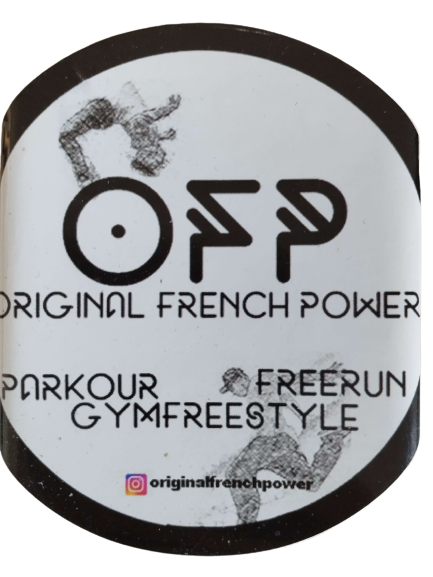 OFP
ORIGINAL FRENCH POWER
PARKOUR FREERUN
GYMFREESTYLE
originalfrenchpower